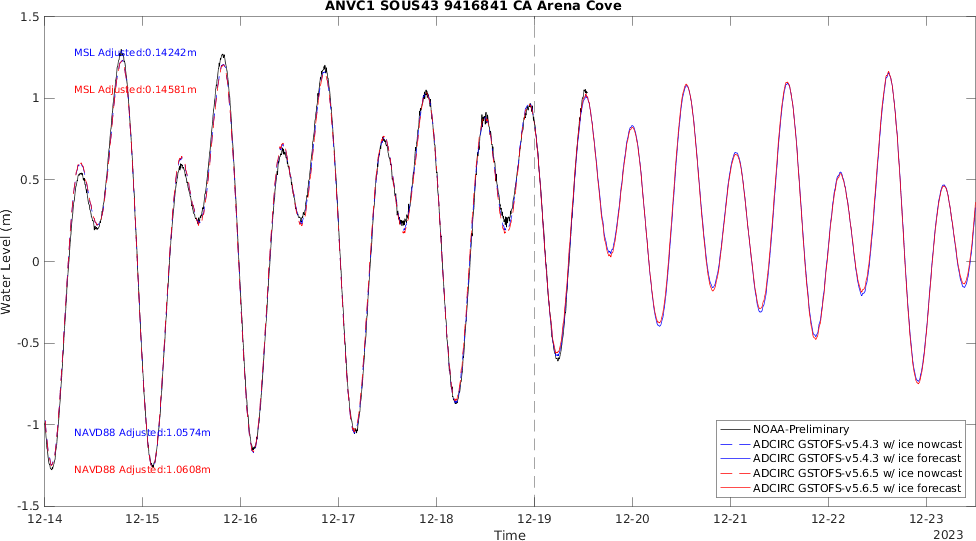 ANVC1 SOUS43 9416841 CA Arena Cove
1.5
MSL Adjusted:0.14242m
MSL Adjusted:0.14581m
1
0.5
0
-0.5
-1
-1.5
Water Level (m)
NAVD88 Adjusted:1.0574m
NAVD88 Adjusted:1.0608m
NOAA-Preliminary
ADCIRC GSTOFS-v5.4.3 w/ ice nowcast
ADCIRC GSTOFS-v5.4.3 w/ ice forecast
ADCIRC GSTOFS-v5.6.5 w/ ice nowcast
ADCIRC GSTOFS-v5.6.5 w/ ice forecast
12-14 12-15 12-16 12-17 12-18 12-19 12-20 12-21 12-22 12-23
Time
2023